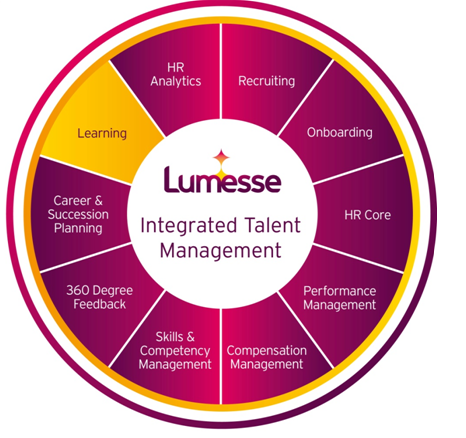 HR
Analytics
Recruiting
Onboarding
HR Core
Performance
Management
Compensation
Management
Skills &
Competency
Management
360 Degree
Feedback
Career &
Succession
Planning
Learning
Lumesse
Integrated Talent
Management